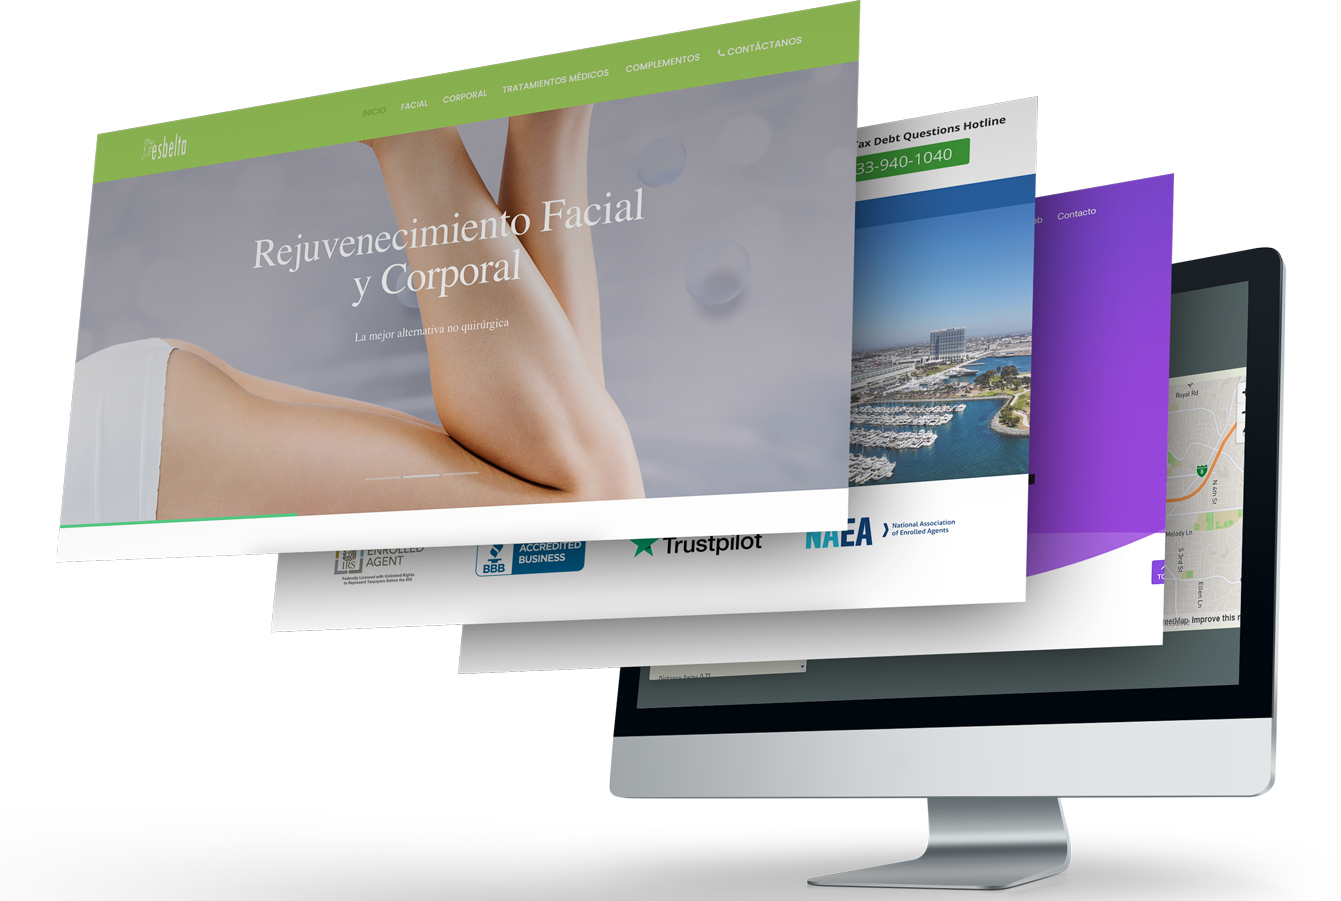 esbelta
INICIO
FACIAL
CORPORAL
TRATAMIENTOS MÉDICOS
COMPLEMENTOS
CONTÁCTANOS
Rejuvenecimiento Facial
y Corporal
La mejor alternativa no quirúrgica
Tax Debt Questions Hotline
33-940-1040
ENROLLED
AGENT
IRS
Federally Licensed with Unlimited Rights
to Represent Taxpayers Before the IRS
BBB
ACCREDITED
BUSINESS
Trustpilot
NAEA
National Association
of Enrolled Agents
eb
Contacto
TO
Royal Rd
N 4th St
Melody Ln
S 3rd St
Ellen Ln
reetMap
Improve this